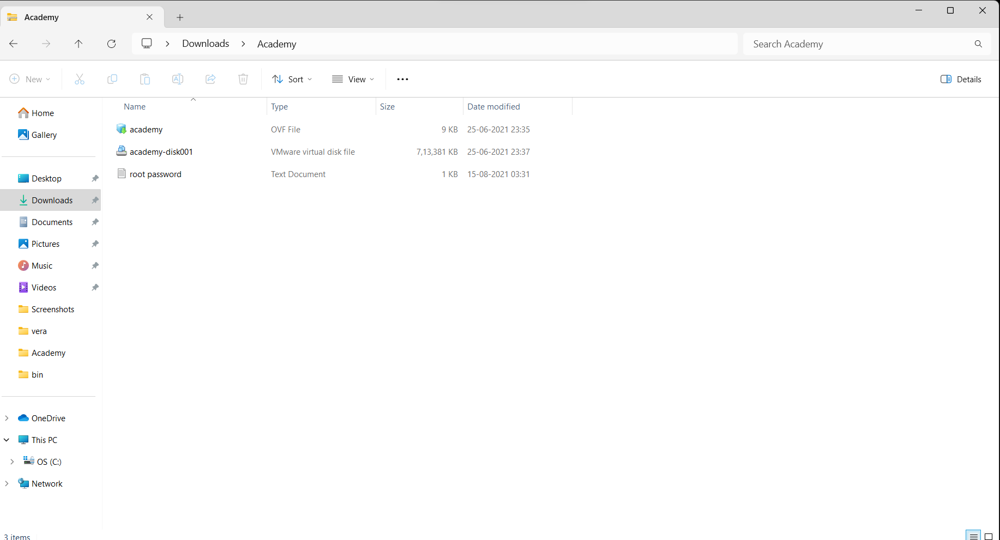 Academy
Downloads > Academy
Search Academy
New
Sort
View
Details
Name Type Size Date modified
academy OVF File 9 KB 25-06-2021 23:35
academy-disk001 VMware virtual disk file 7,13,381 KB 25-06-2021 23:37
root password Text Document 1 KB 15-08-2021 03:31
Home
Gallery
Desktop
Downloads
Documents
Pictures
Music
Videos
Screenshots
vera
Academy
bin
OneDrive
This PC
OS (C:)
Network
3 items